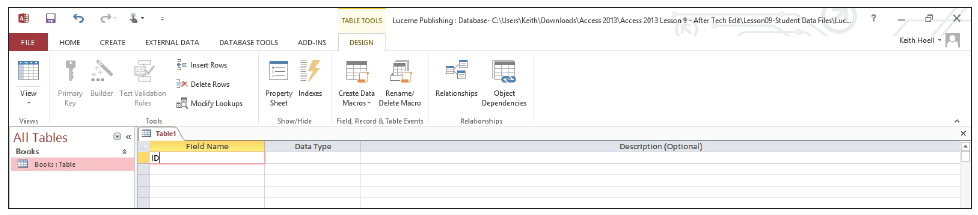 TABLE TOOLS
Lucerne Publishing : Database- C:\Users\Keith\Downloads\Access 2013\Access 2013 Lesson 9 - After Tech Edit\Lesson09-Student Data Files\Luc...
?
FILE HOME CREATE EXTERNAL DATA DATABASE TOOLS ADD-INS DESIGN
Keith Hoell
View
Primary Key
Builder
Test Validation Rules
Insert Rows
Delete Rows
Modify Lookups
Property Sheet
Indexes
Create Data Macros
Rename/ Delete Macro
Relationships
Object Dependencies
Views Tools Show/Hide Field, Record & Table Events Relationships
All Tables
Books
Books : Table
Table1
Field Name Data Type Description (Optional)
ID